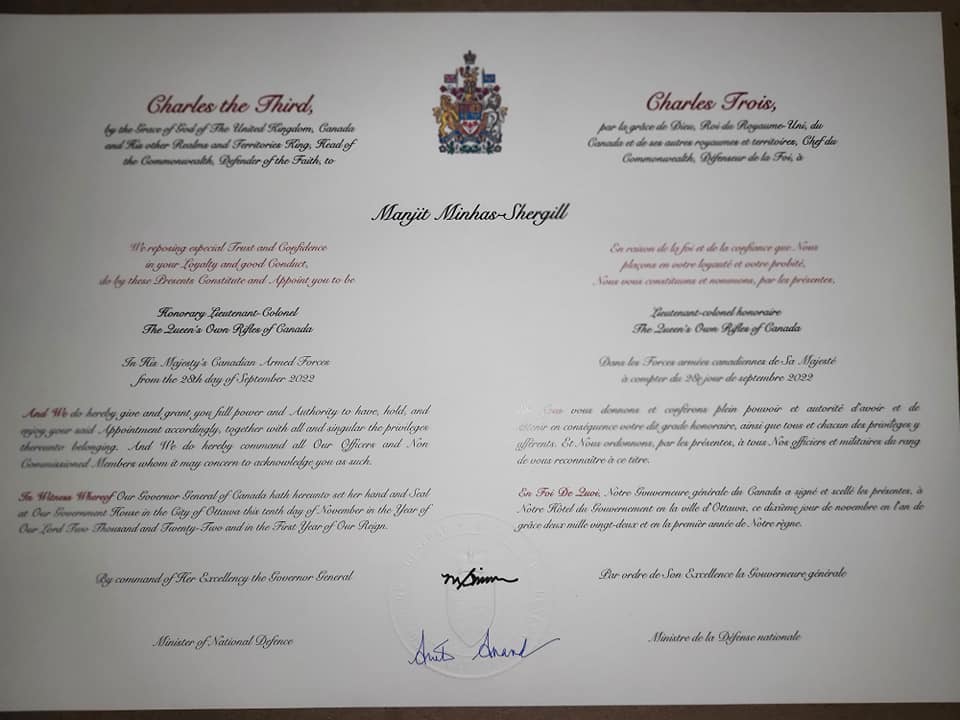 Charles the Third,
by the Grace of God of The United Kingdom, Canada
and His other Realms and Territories King, Head of
the Commonwealth, Defender of the Faith, to
Charles Trois,
par la grâce de Dieu, Roi du Royaume-Uni, du
Canada et de ses autres royaumes et territoires, Chef du
Commonwealth, Défenseur de la Foi, à
Manjit Minhas-Shergill
We reposing especial Trust and Confidence
in your Loyalty and good Conduct,
do by these Presents Constitute and Appoint you to be
Honorary Lieutenant-Colonel
The Queen's Own Rifles of Canada
In His Majesty's Canadian Armed Forces
from the 28th day of September 2022
And We do hereby give and grant you full power and Authority to have, hold, and
enjoy your said Appointment accordingly, together with all and singular the privileges
thereunto belonging. And We do hereby command all Our Officers and Non
Commissioned Members whom it may concern to acknowledge you as such.
In Witness Whereof Our Governor General of Canada hath hereunto set her hand and Seal
at Our Government House in the City of Ottawa this tenth day of November in the Year of
Our Lord Two Thousand and Twenty-Two and in the First Year of Our Reign.
By command of Her Excellency the Governor General
Minister of National Defence
En raison de la foi et de la confiance que Nous
plaçons en votre loyauté et votre probité,
Nous vous constituons et nommons, par les présentes,
Lieutenant-colonel honoraire
The Queen's Own Rifles of Canada
Dans les Forces armées canadiennes de Sa Majesté
à compter du 28e jour de septembre 2022
vous donnons et conférons plein pouvoir et autorité d'avoir et de
détenir en conséquence votre dit grade honoraire, ainsi que tous et chacun des privilèges y
afférents. Et Nous ordonnons, par les présentes, à tous Nos officiers et militaires du rang
de vous reconnaître à ce titre.
En Foi De Quoi, Notre Gouverneure générale du Canada a signé et scellé les présentes, à
Notre Hôtel du Gouvernement en la ville d'Ottawa, ce dixième jour de novembre en l'an de
grâce deux mille vingt-deux et en la première année de Notre règne.
Par ordre de Son Excellence la Gouverneure générale
Ministre de la Défense nationale
Anita Anand